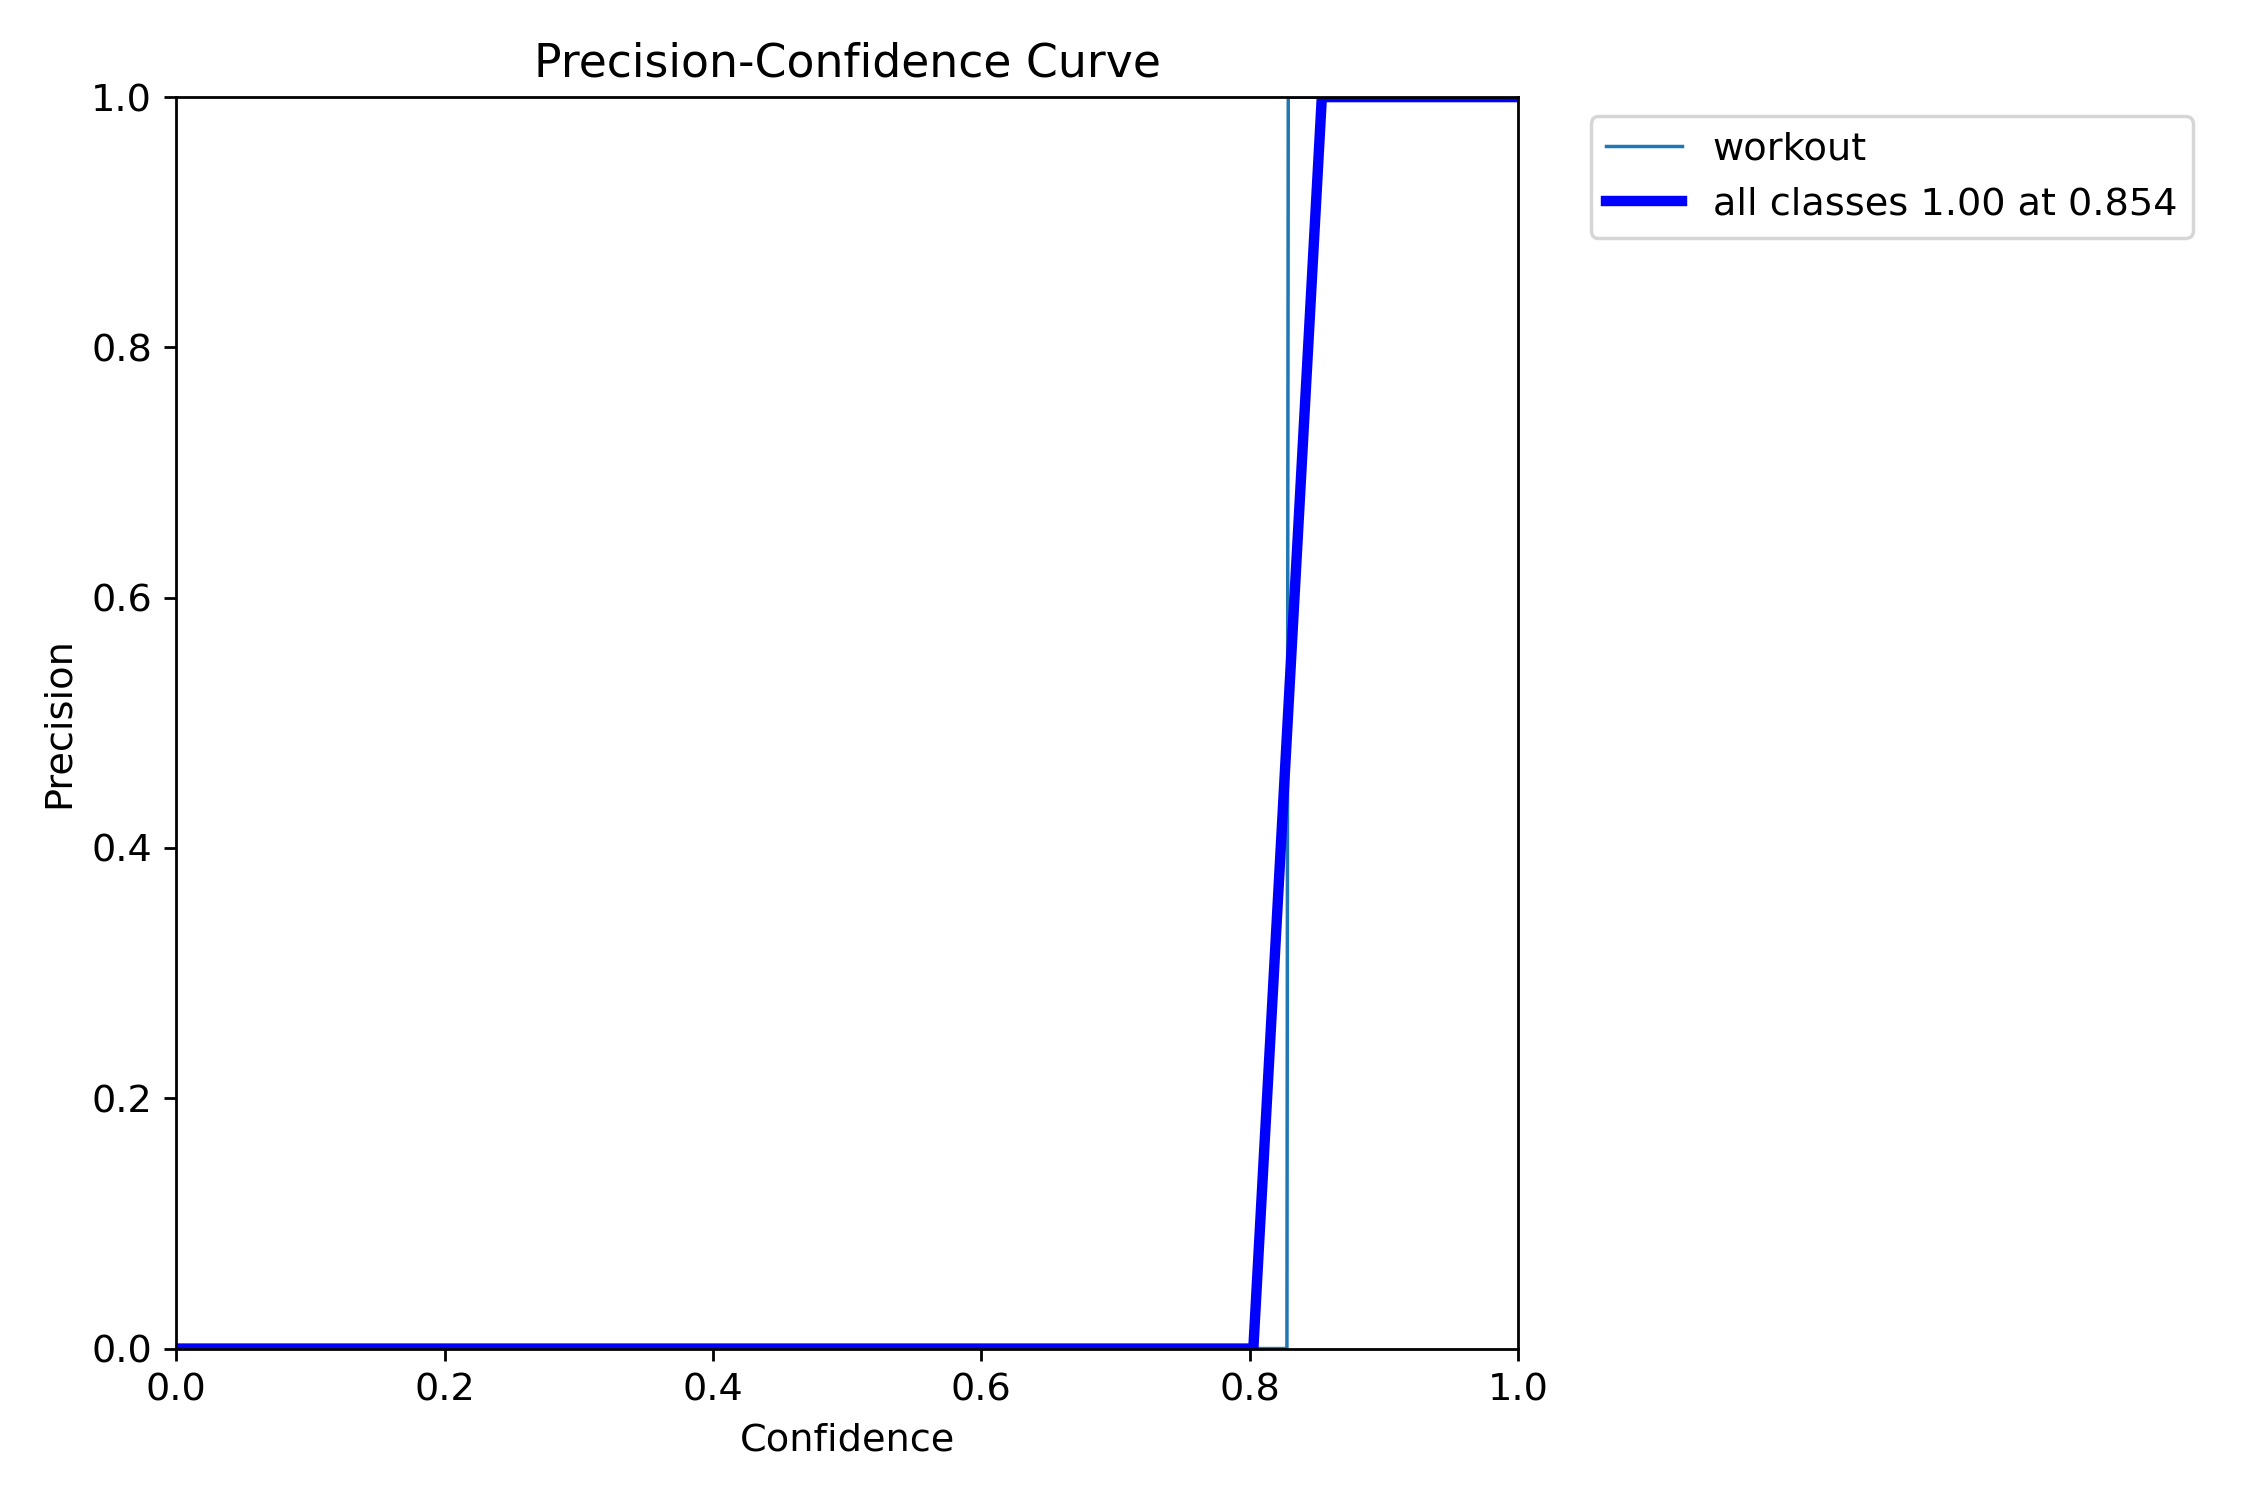 Precision-Confidence Curve
1.0
0.8
0.6
0.4
0.2
0.0
Precision
0.0 0.2 0.4 0.6 0.8 1.0
Confidence
workout
all classes 1.00 at 0.854